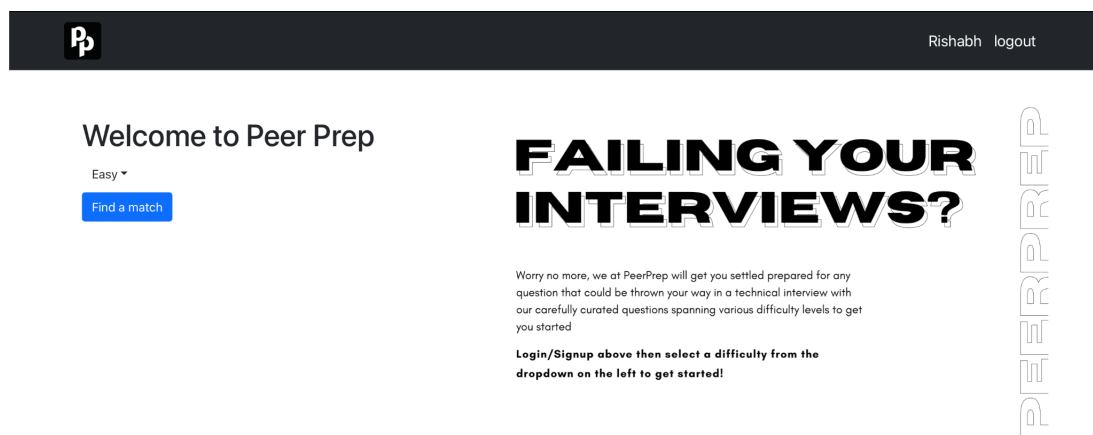 Pp
Rishabh logout
Welcome to Peer Prep
Easy
Find a match
FAILING YOUR
INTERVIEWS?
Worry no more, we at PeerPrep will get you settled prepared for any
question that could be thrown your way in a technical interview with
our carefully curated questions spanning various difficulty levels to get
you started
Login/Signup above then select a difficulty from the
dropdown on the left to get started!
PEERPREP